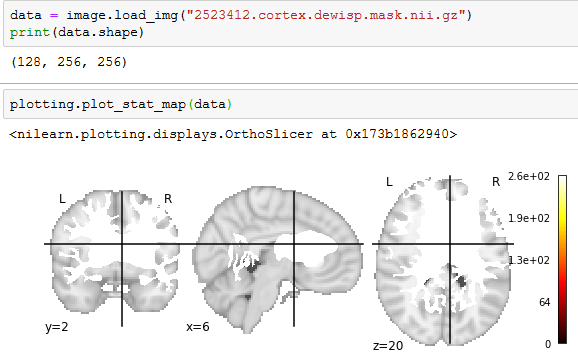 data = image.load_img("2523412.cortex.dewisp.mask.nii.gz")
print(data.shape)
(128, 256, 256)
plotting.plot_stat_map(data)
<nilearn.plotting.displays.OrthoSlicer at 0x173b1862940>
L R
L R
2.6e+02
1.9e+02
1.3e+02
64
0
y=2
x=6
z=20